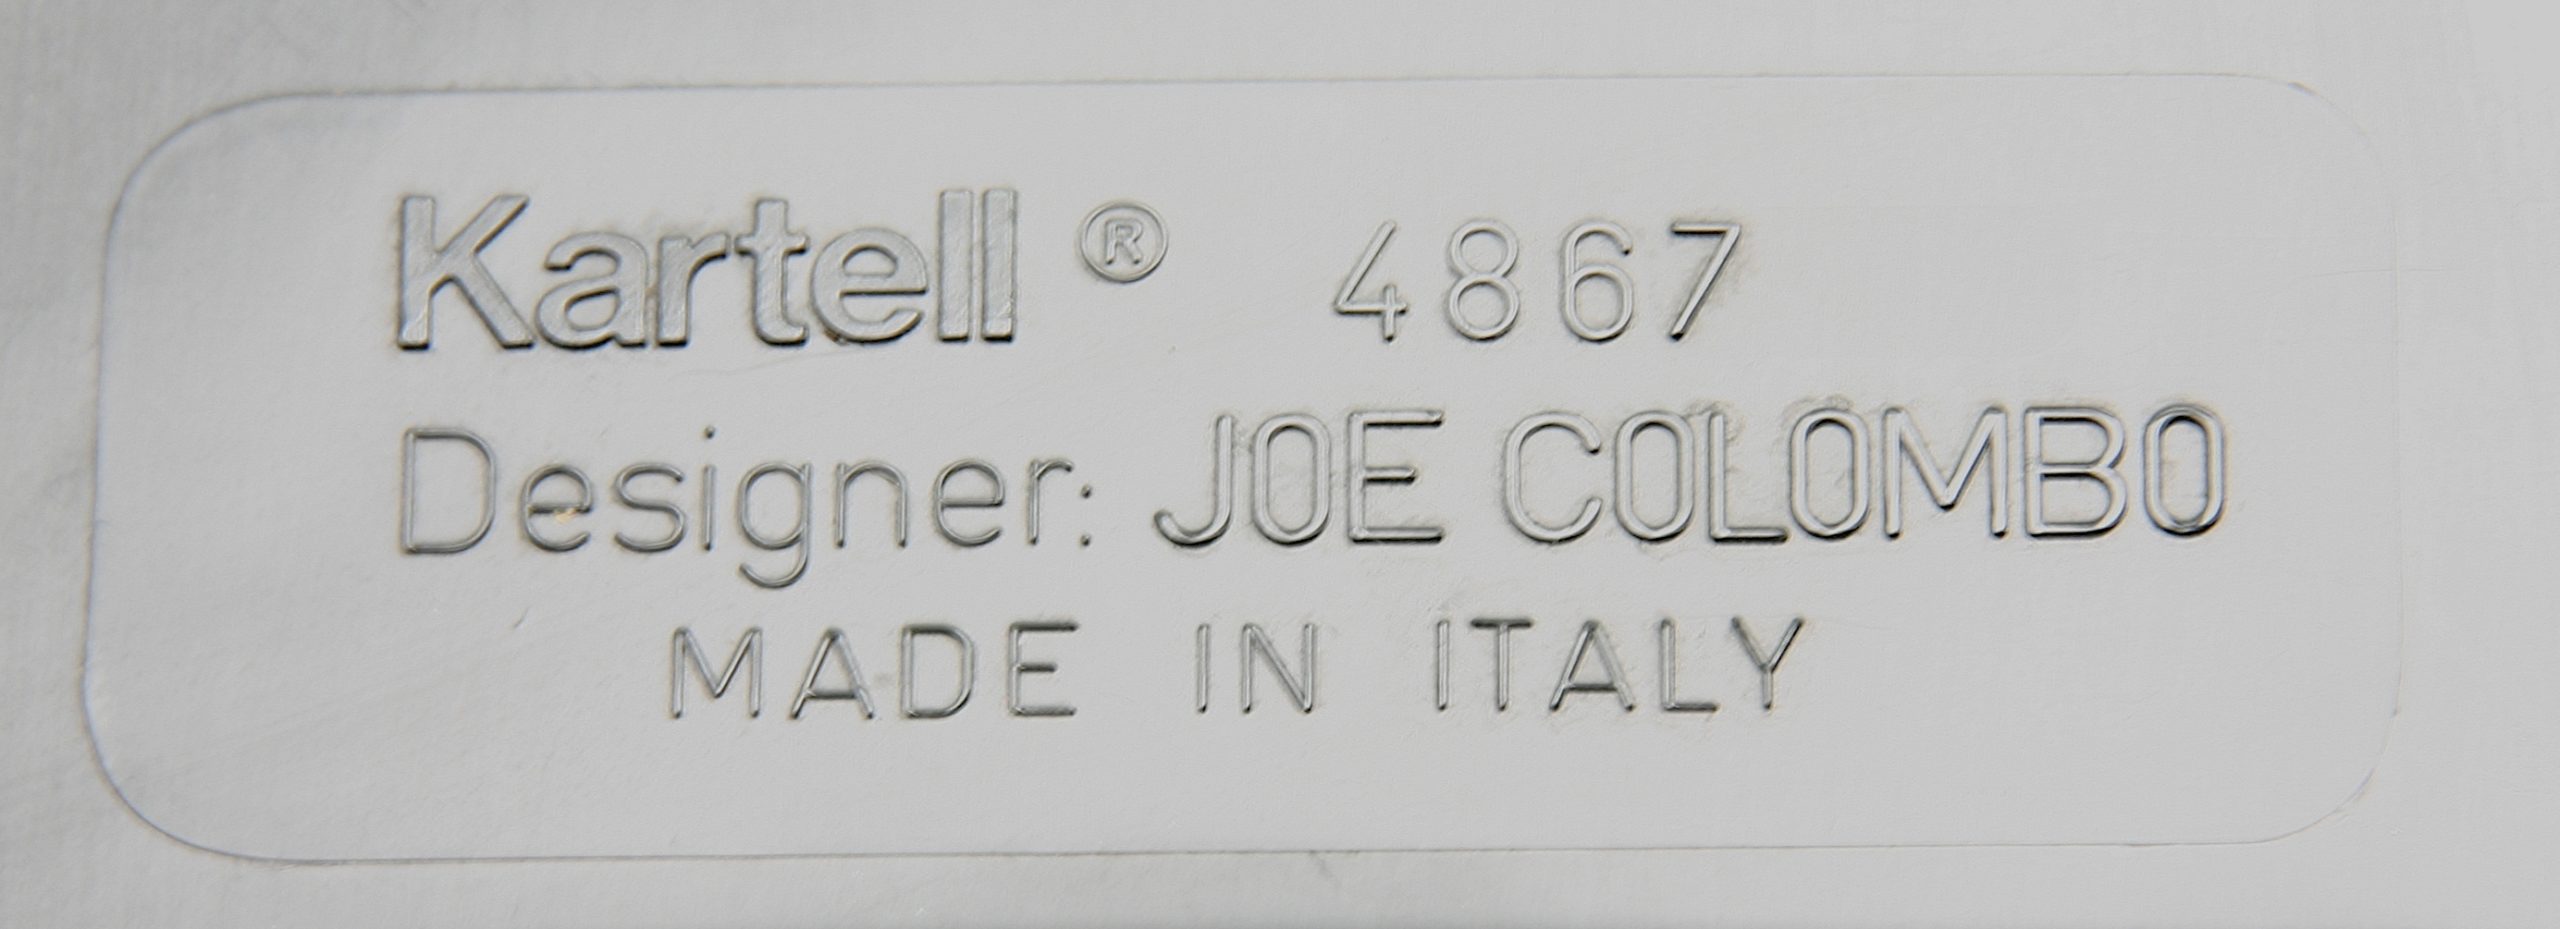 Kartell® 4867
Designer: JOE COLOMBO
MADE IN ITALY